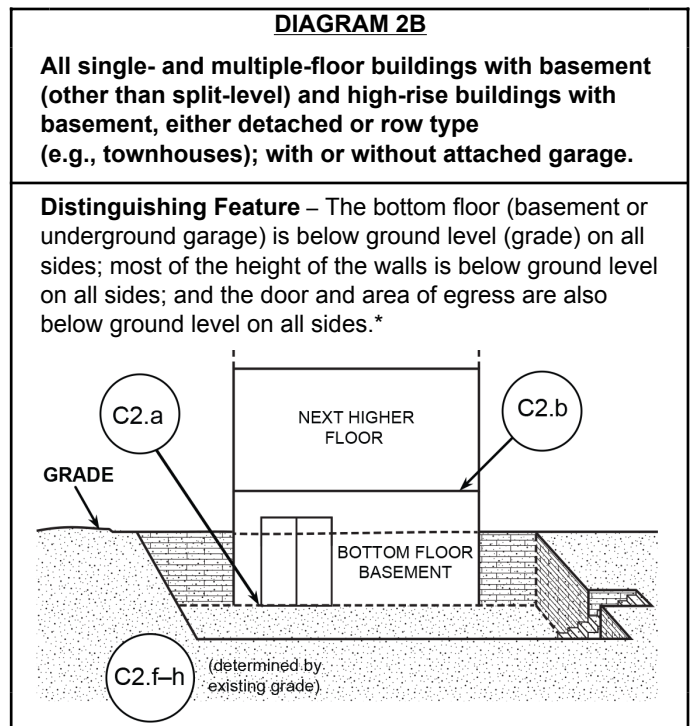 DIAGRAM 2B
All single- and multiple-floor buildings with basement
(other than split-level) and high-rise buildings with
basement, either detached or row type
(e.g., townhouses); with or without attached garage.
Distinguishing Feature – The bottom floor (basement or
underground garage) is below ground level (grade) on all
sides; most of the height of the walls is below ground level
on all sides; and the door and area of egress are also
below ground level on all sides.*
C2.a
NEXT HIGHER
FLOOR
C2.b
GRADE
BOTTOM FLOOR
BASEMENT
C2.f–h
(determined by
existing grade)